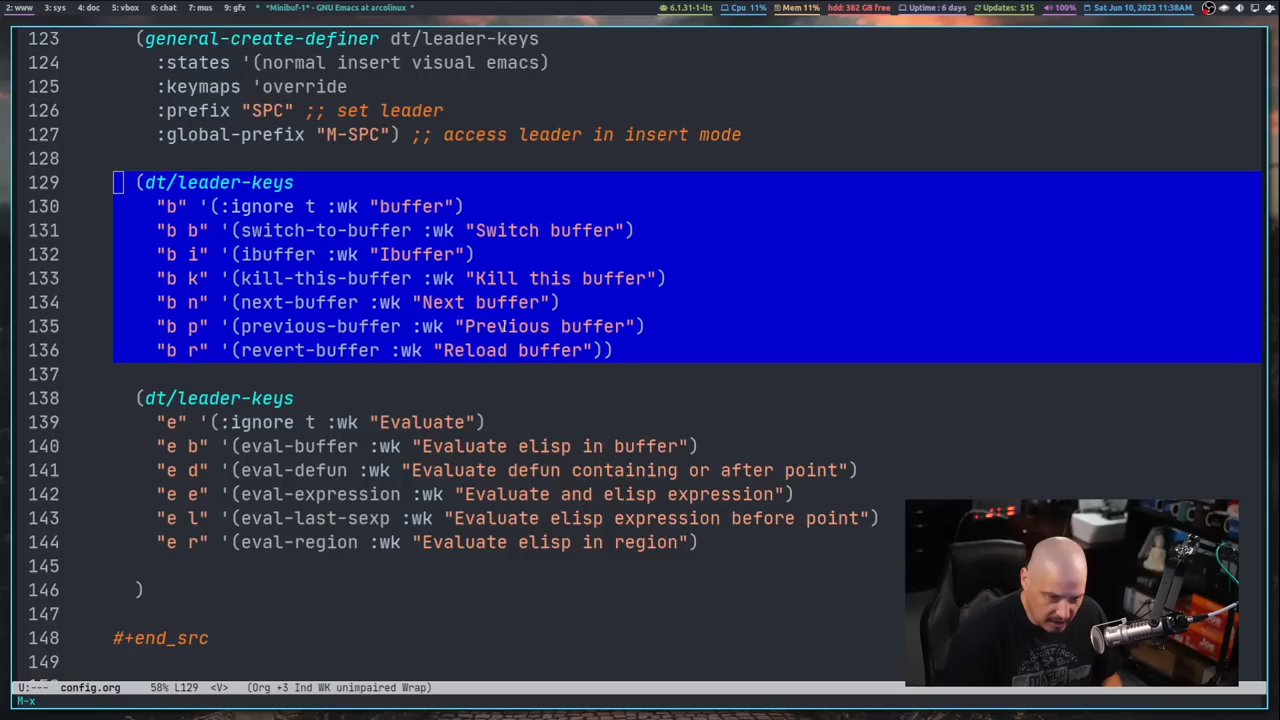 2: www 3: sys 4: doc 5: vbox 6: chat 7: mus 9: gfx * *Minibuf-1* - GNU Emacs at arcolinux * 6.1.31-1-lts Cpu 11% Mem 11% hdd: 382 GB free Uptime : 6 days Updates: 515 100% Sat Jun 10, 2023 11:38AM
123 (general-create-definer dt/leader-keys
124 :states '(normal insert visual emacs)
125 :keymaps 'override
126 :prefix "SPC" ;; set leader
127 :global-prefix "M-SPC") ;; access leader in insert mode
128
129 (dt/leader-keys
130 "b" '(:ignore t :wk "buffer")
131 "b b" '(switch-to-buffer :wk "Switch buffer")
132 "b i" '(ibuffer :wk "Ibuffer")
133 "b k" '(kill-this-buffer :wk "Kill this buffer")
134 "b n" '(next-buffer :wk "Next buffer")
135 "b p" '(previous-buffer :wk "Previous buffer")
136 "b r" '(revert-buffer :wk "Reload buffer"))
137
138 (dt/leader-keys
139 "e" '(:ignore t :wk "Evaluate")
140 "e b" '(eval-buffer :wk "Evaluate elisp in buffer")
141 "e d" '(eval-defun :wk "Evaluate defun containing or after point")
142 "e e" '(eval-expression :wk "Evaluate and elisp expression")
143 "e l" '(eval-last-sexp :wk "Evaluate elisp expression before point")
144 "e r" '(eval-region :wk "Evaluate elisp in region")
145
146 )
147
148 #+end_src
149
U:--- config.org 58% L129 <V> (Org +3 Ind WK unimpaired Wrap)
M-x